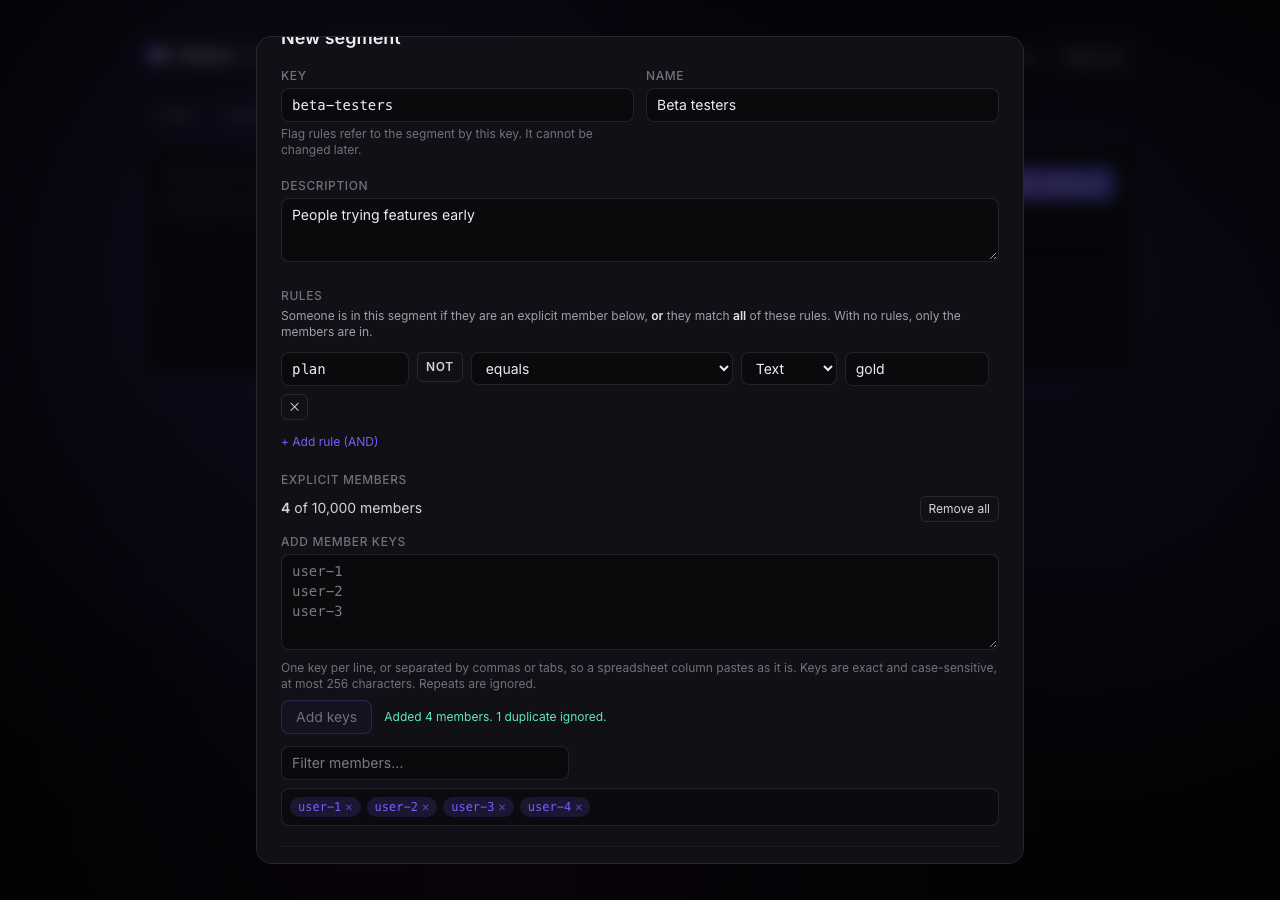 New segment
KEY
NAME
beta-testers
Beta testers
Flag rules refer to the segment by this key. It cannot be
changed later.
DESCRIPTION
People trying features early
RULES
Someone is in this segment if they are an explicit member below, or they match all of these rules. With no rules, only the
members are in.
plan NOT equals Text gold
×
+ Add rule (AND)
EXPLICIT MEMBERS
4 of 10,000 members
Remove all
ADD MEMBER KEYS
user-1
user-2
user-3
One key per line, or separated by commas or tabs, so a spreadsheet column pastes as it is. Keys are exact and case-sensitive,
at most 256 characters. Repeats are ignored.
Add keys
Added 4 members. 1 duplicate ignored.
Filter members...
user-1 × user-2 × user-3 × user-4 ×